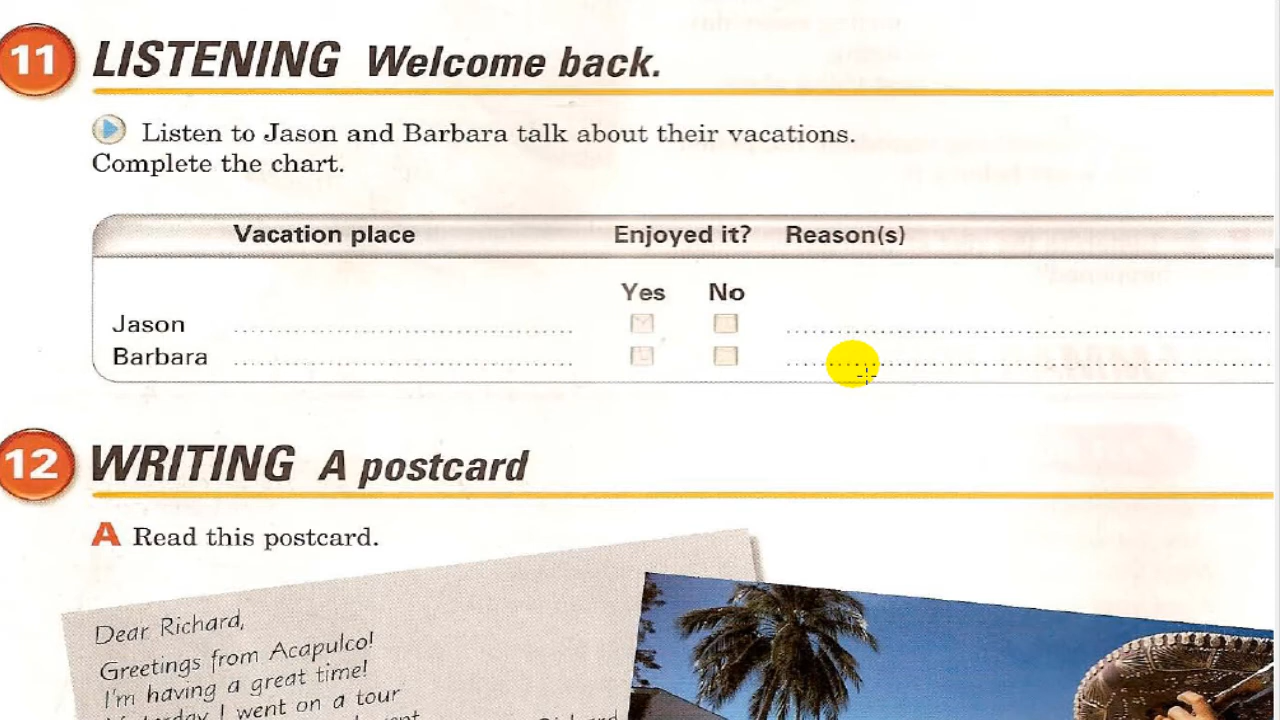 11 LISTENING Welcome back.
Listen to Jason and Barbara talk about their vacations.
Complete the chart.
Vacation place Enjoyed it? Reason(s)
Yes No
Jason
Barbara
12 WRITING A postcard
A Read this postcard.
Dear Richard,
Greetings from Acapulco!
I'm having a great time!
I went on a tour
Richard